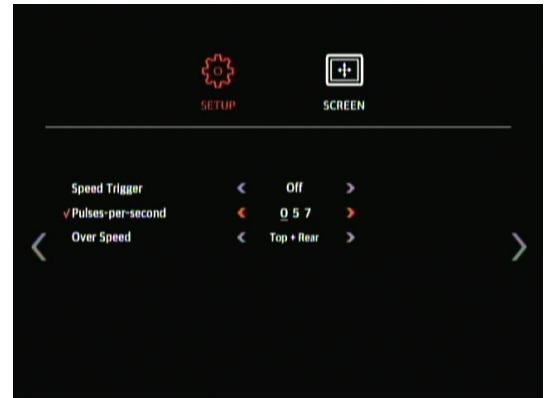 SETUP SCREEN
Speed Trigger < Off >
√ Pulses-per-second < 0 5 7 >
Over Speed < Top + Rear >